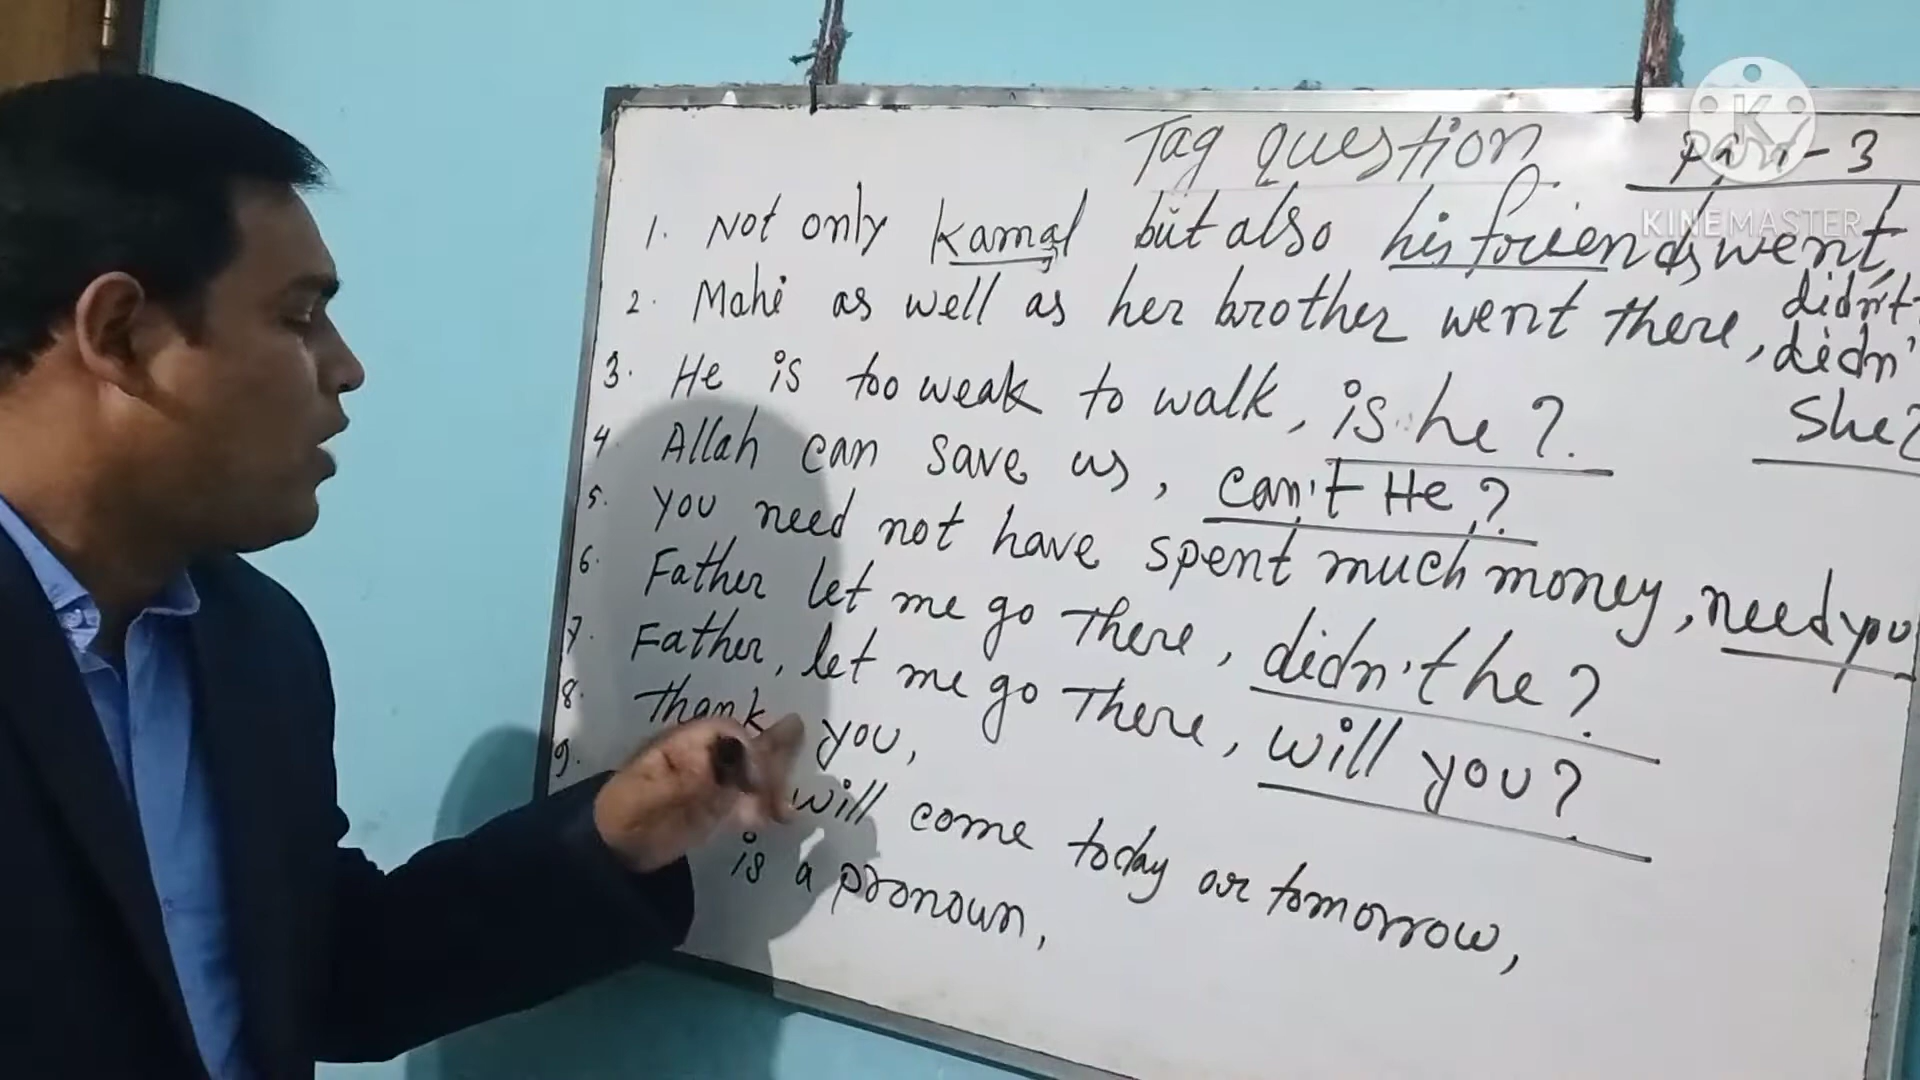 Tag question Part-3
KINEMASTER
1. Not only Kamal but also his friends went,
didn't
2. Mahi as well as her brother went there, didn'
She?
3. He is too weak to walk, is he?
4. Allah can save us, can't He?
5. you need not have spent much money, need you
6. Father let me go there, didn't he?
7. Father, let me go there, will you?
8. Thank you,
9. will come today or tomorrow,
is a pronoun,